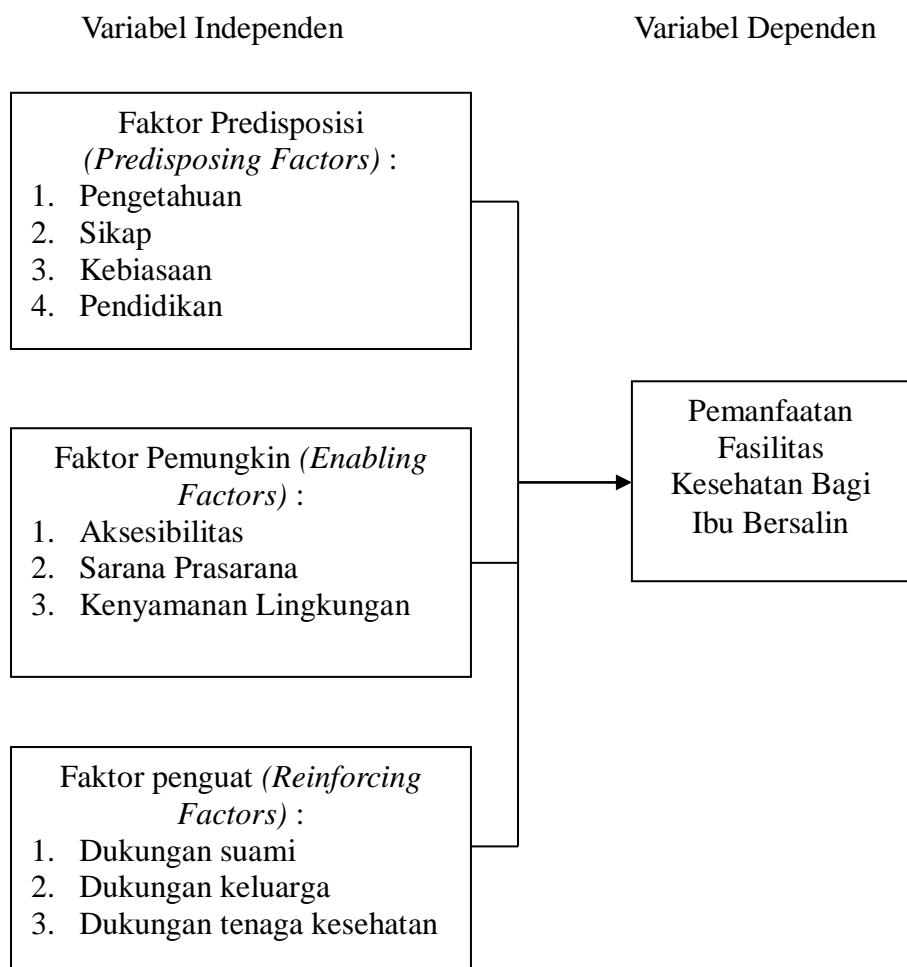 Variabel Independen
Variabel Dependen
Faktor Predisposisi
(Predisposing Factors) :
1. Pengetahuan
2. Sikap
3. Kebiasaan
4. Pendidikan
Faktor Pemungkin (Enabling
Factors) :
1. Aksesibilitas
2. Sarana Prasarana
3. Kenyamanan Lingkungan
Faktor penguat (Reinforcing
Factors) :
1. Dukungan suami
2. Dukungan keluarga
3. Dukungan tenaga kesehatan
Pemanfaatan
Fasilitas
Kesehatan Bagi
Ibu Bersalin